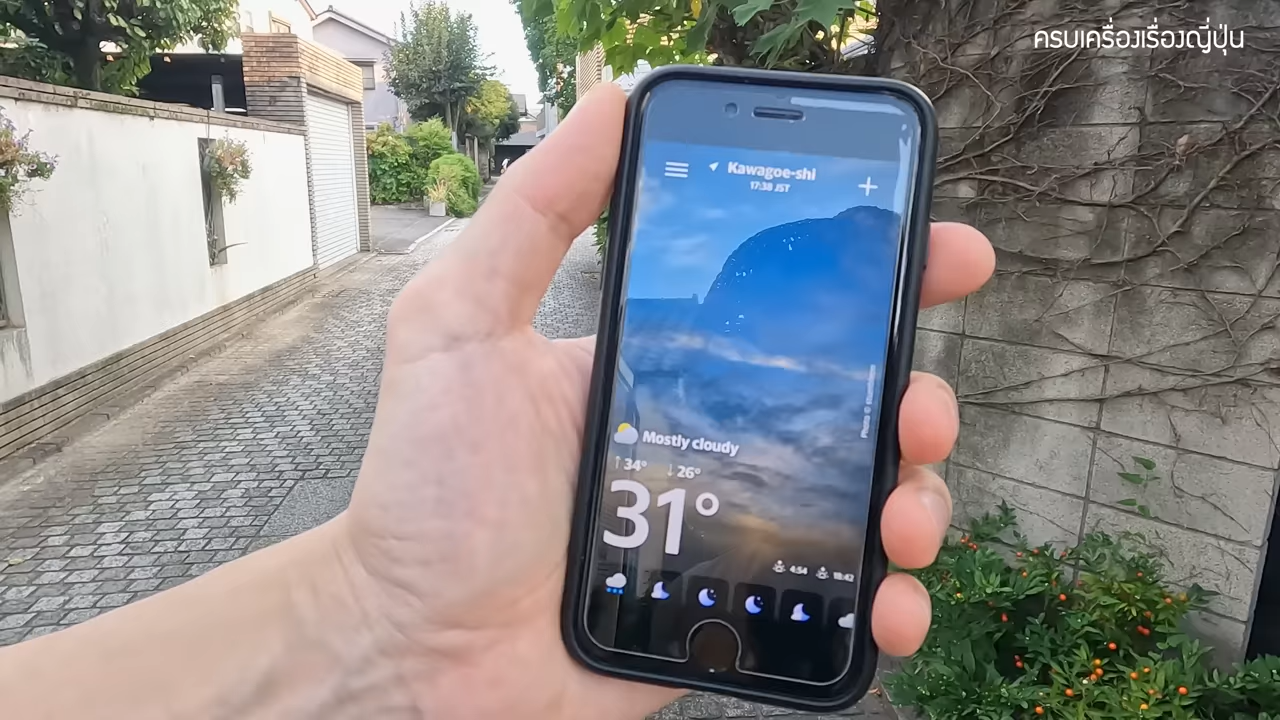 ครบเครื่องเรื่องญี่ปุ่น
Kawagoe-shi
17:38 JST
Mostly cloudy
↑34° ↓26°
31°
4:54 18:42